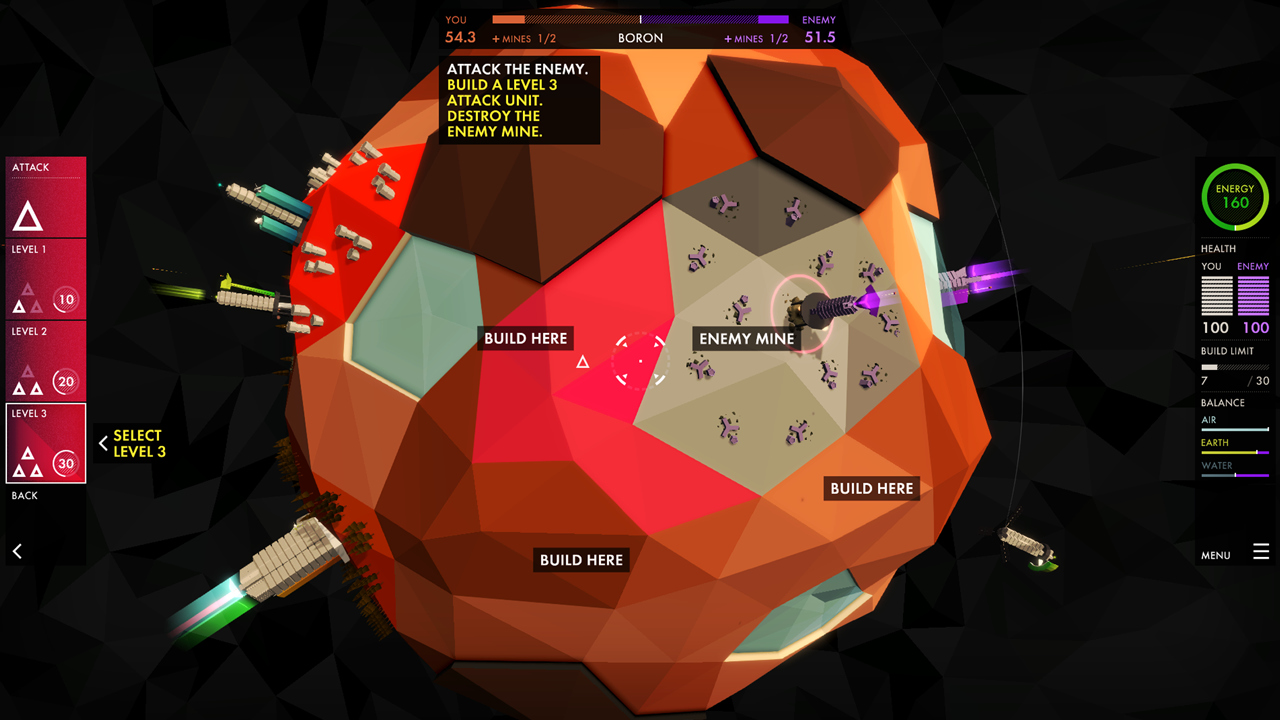 YOU
ENEMY
54.3
+ MINES 1/2
BORON
+ MINES 1/2
51.5
ATTACK THE ENEMY.
BUILD A LEVEL 3
ATTACK UNIT.
DESTROY THE
ENEMY MINE.
ATTACK
LEVEL 1
10
LEVEL 2
20
LEVEL 3
30
SELECT
LEVEL 3
BACK
BUILD HERE
ENEMY MINE
BUILD HERE
BUILD HERE
ENERGY
160
HEALTH
YOU ENEMY
100 100
BUILD LIMIT
7 / 30
BALANCE
AIR
EARTH
WATER
MENU